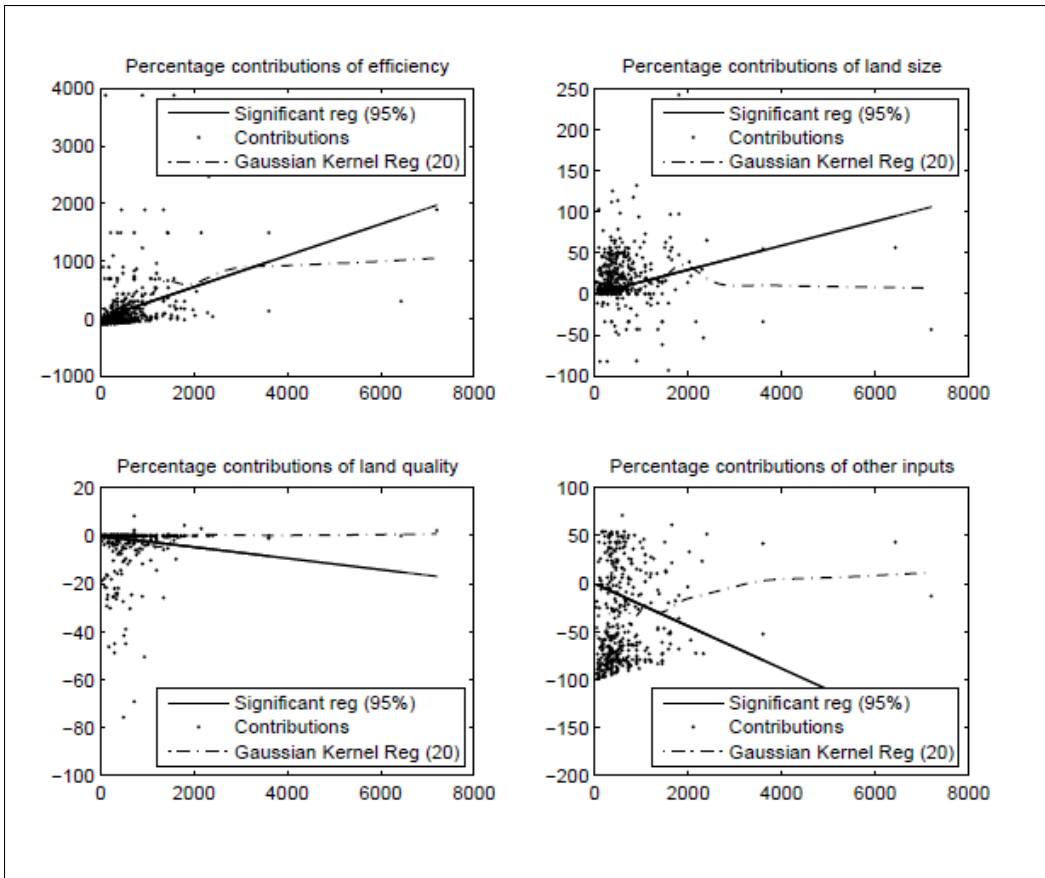 Percentage contributions of efficiency
4000
3000
2000
1000
0
−1000
0 2000 4000 6000 8000
Significant reg (95%)
Contributions
Gaussian Kernel Reg (20)
Percentage contributions of land size
250
200
150
100
50
0
−50
−100
0 2000 4000 6000 8000
Significant reg (95%)
Contributions
Gaussian Kernel Reg (20)
Percentage contributions of land quality
20
0
−20
−40
−60
−80
−100
0 2000 4000 6000 8000
Significant reg (95%)
Contributions
Gaussian Kernel Reg (20)
Percentage contributions of other inputs
100
50
0
−50
−100
−150
−200
0 2000 4000 6000 8000
Significant reg (95%)
Contributions
Gaussian Kernel Reg (20)